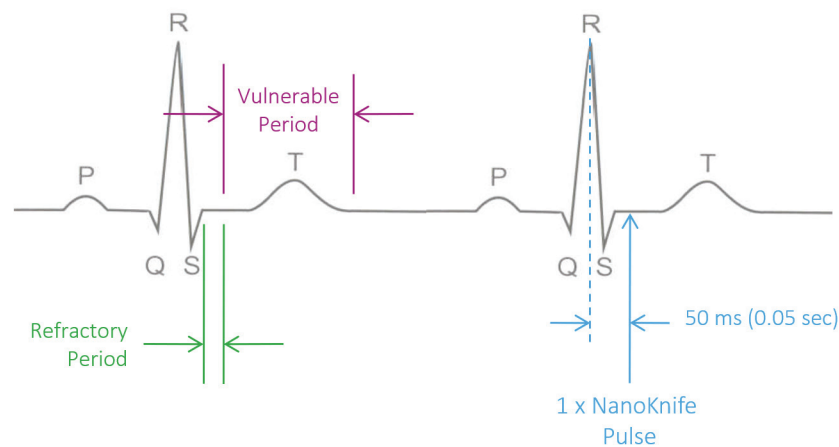 R
Vulnerable
Period
P
T
Q
S
Refractory
Period
R
P
T
Q
S
50 ms (0.05 sec)
1 x NanoKnife
Pulse